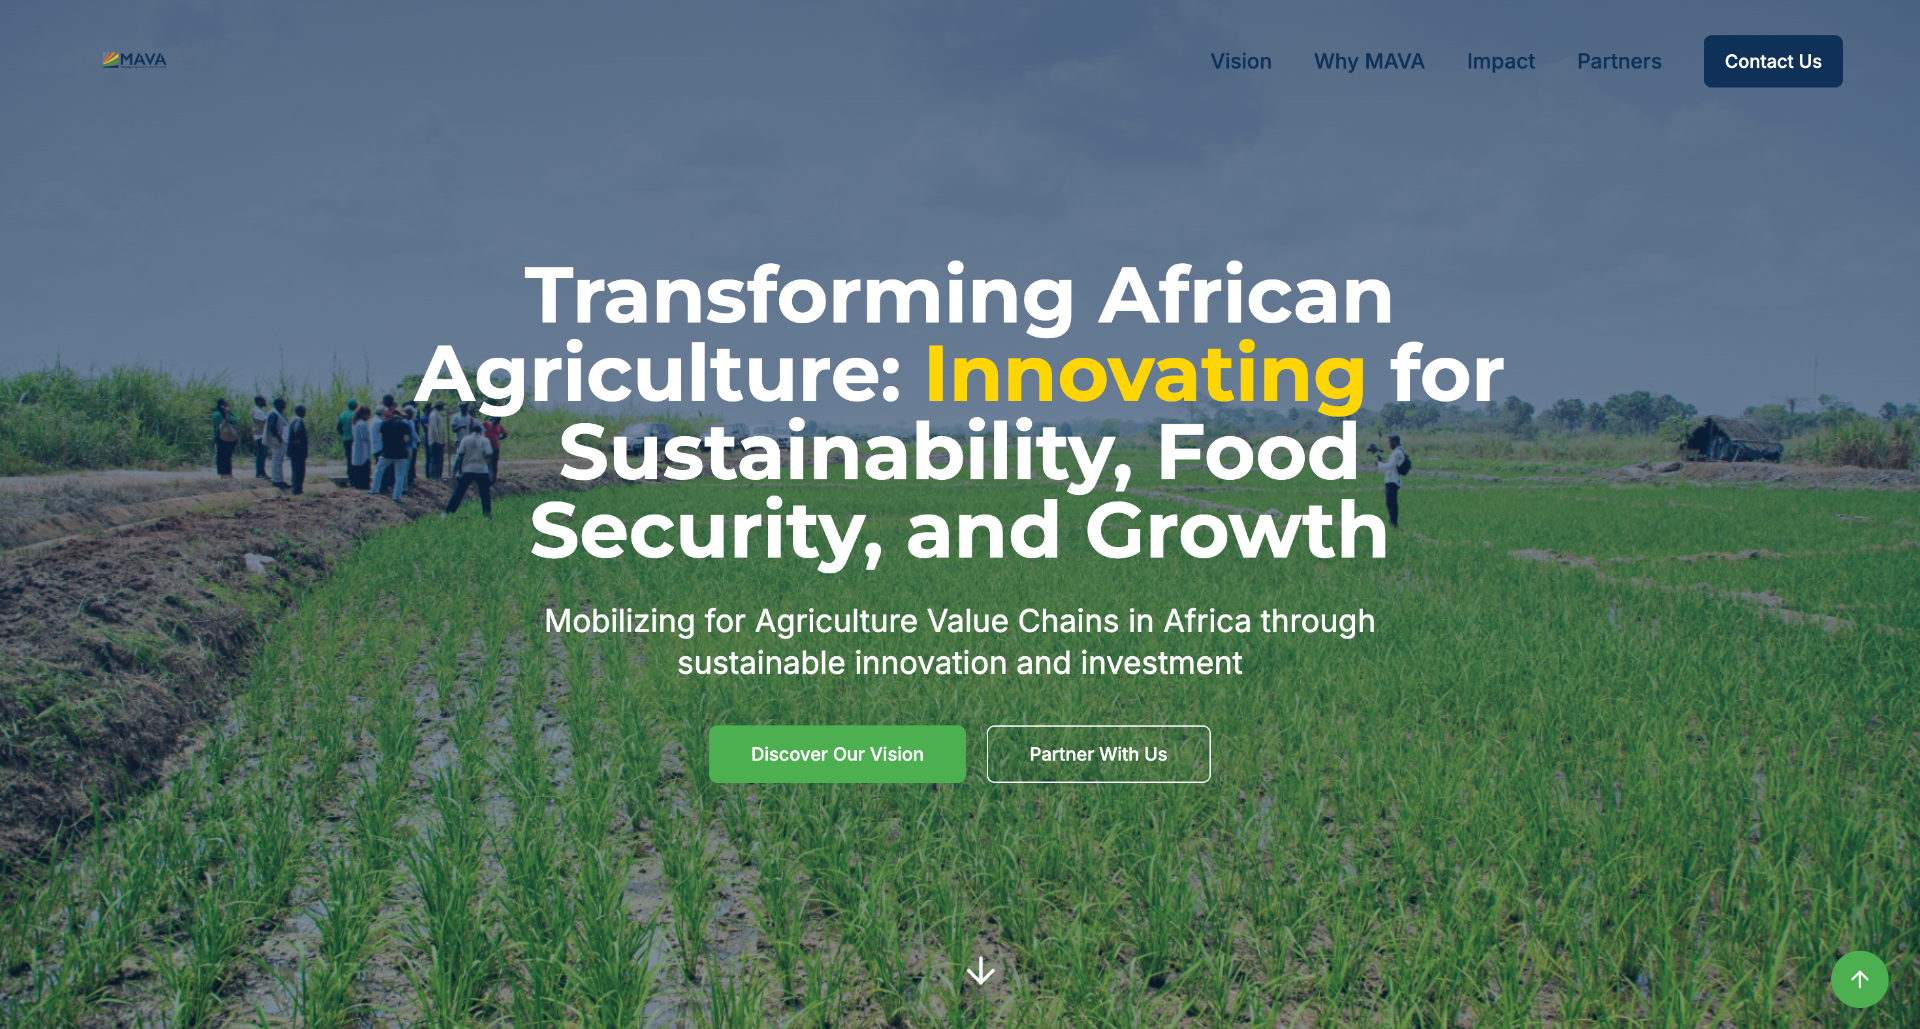 MAVA
Vision
Why MAVA
Impact
Partners
Contact Us
Transforming African
Agriculture: Innovating for
Sustainability, Food
Security, and Growth
Mobilizing for Agriculture Value Chains in Africa through
sustainable innovation and investment
Discover Our Vision
Partner With Us